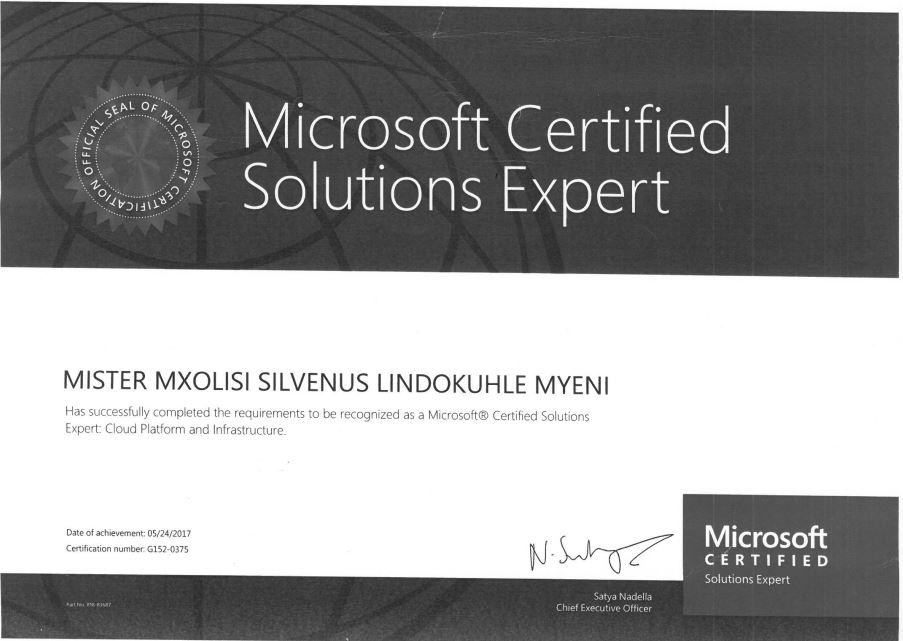 OFFICIAL SEAL OF MICROSOFT CERTIFICATION
Microsoft Certified
Solutions Expert
MISTER MXOLISI SILVENUS LINDOKUHLE MYENI
Has successfully completed the requirements to be recognized as a Microsoft® Certified Solutions
Expert: Cloud Platform and Infrastructure.
Date of achievement: 05/24/2017
Certification number: G152-0375
Microsoft
CERTIFIED
Solutions Expert
Satya Nadella
Chief Executive Officer
Part No.